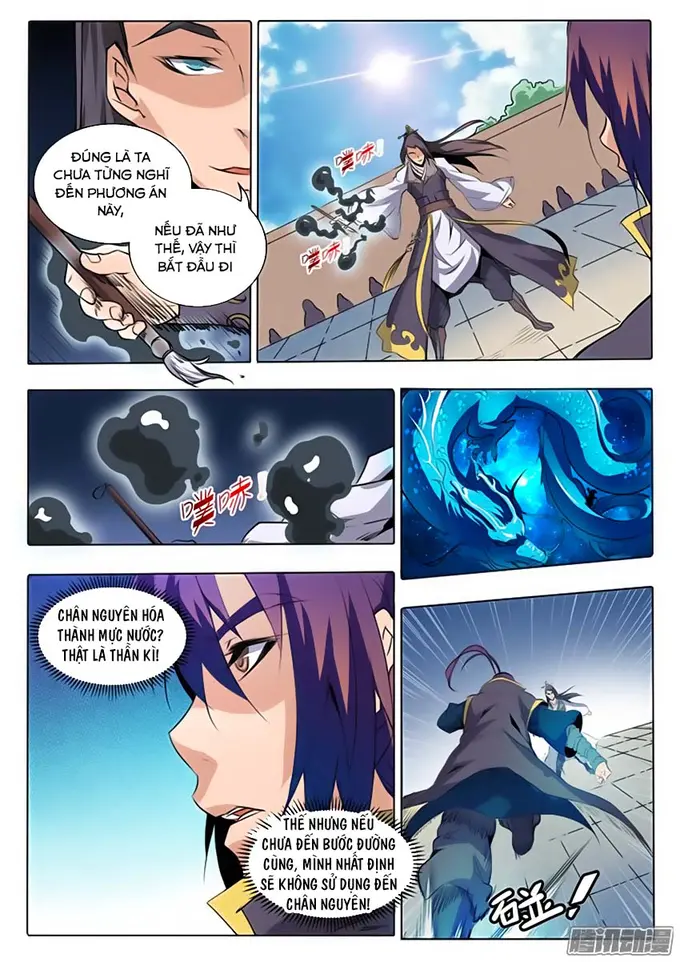 ĐÚNG LÀ TA
CHƯA TỪNG NGHĨ
ĐẾN PHƯƠNG ÁN
NÀY,
NẾU ĐÃ NHƯ
THẾ, VẬY THÌ
BẮT ĐẦU ĐI
噗哧!
噗哧!
噗哧!
CHÂN NGUYÊN HÓA
THÀNH MỰC NƯỚC?
THẬT LÀ THẦN KÌ!
THẾ NHƯNG NẾU
CHƯA ĐẾN BƯỚC ĐƯỜNG
CÙNG, MÌNH NHẤT ĐỊNH
SẼ KHÔNG SỬ DỤNG ĐẾN
CHÂN NGUYÊN!
腾讯动漫